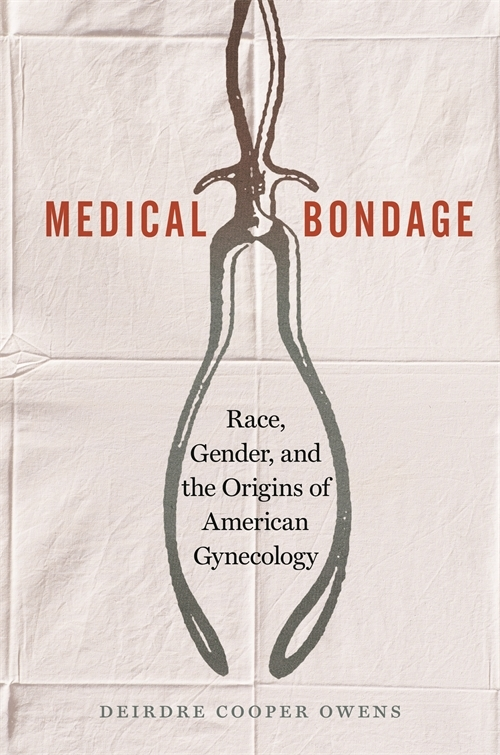 MEDICAL BONDAGE
Race,
Gender, and
the Origins of
American
Gynecology
DEIRDRE COOPER OWENS